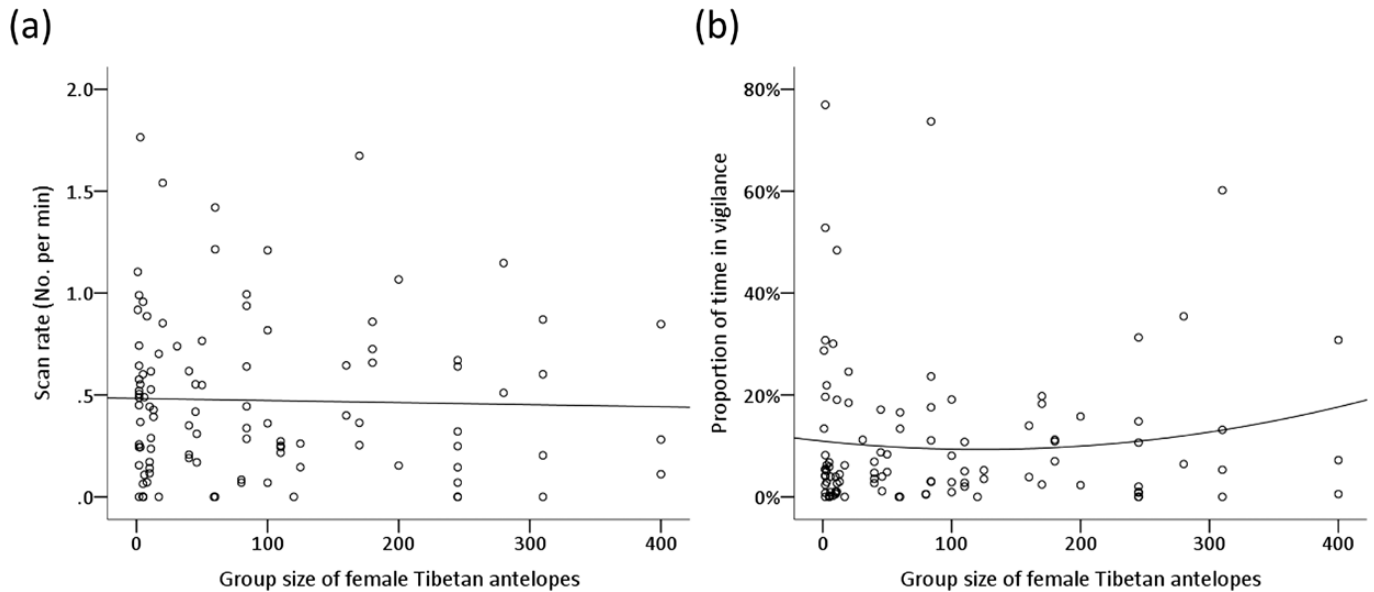 (a)
2.0
1.5
1.0
.5
.0
Scan rate (No. per min)
0 100 200 300 400
Group size of female Tibetan antelopes
(b)
80%
60%
40%
20%
0%
Proportion of time in vigilance
0 100 200 300 400
Group size of female Tibetan antelopes